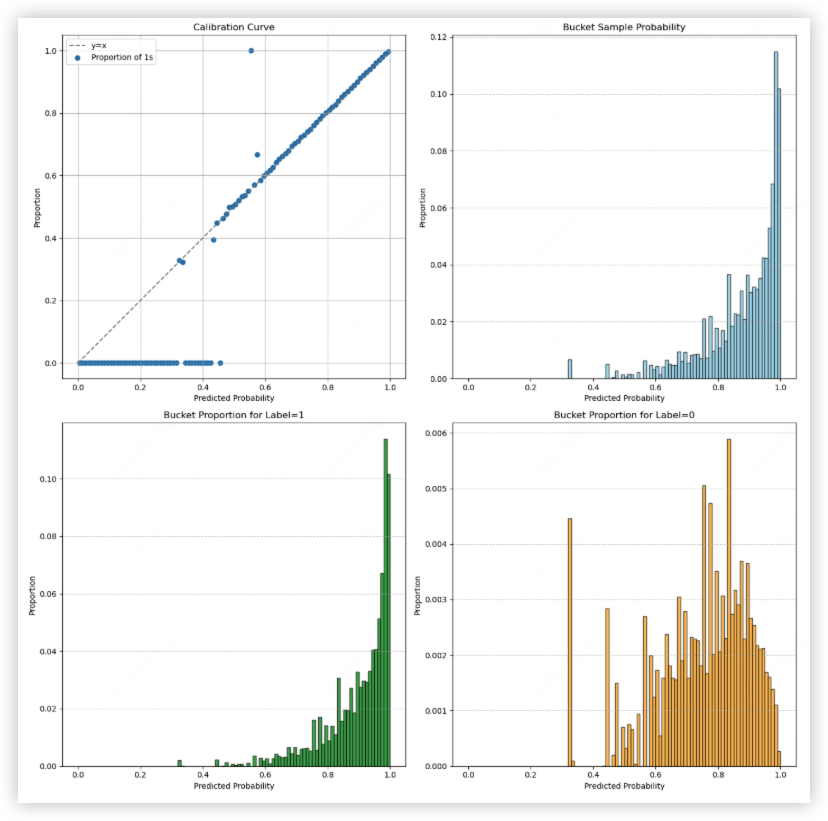 Calibration Curve
y=x
Proportion of 1s
1.0
0.8
0.6
0.4
0.2
0.0
Proportion
0.0 0.2 0.4 0.6 0.8 1.0
Predicted Probability
Bucket Sample Probability
0.12
0.10
0.08
0.06
0.04
0.02
0.00
Proportion
0.0 0.2 0.4 0.6 0.8 1.0
Predicted Probability
Bucket Proportion for Label=1
0.10
0.08
0.06
0.04
0.02
0.00
Proportion
0.0 0.2 0.4 0.6 0.8 1.0
Predicted Probability
Bucket Proportion for Label=0
0.006
0.005
0.004
0.003
0.002
0.001
0.000
Proportion
0.0 0.2 0.4 0.6 0.8 1.0
Predicted Probability